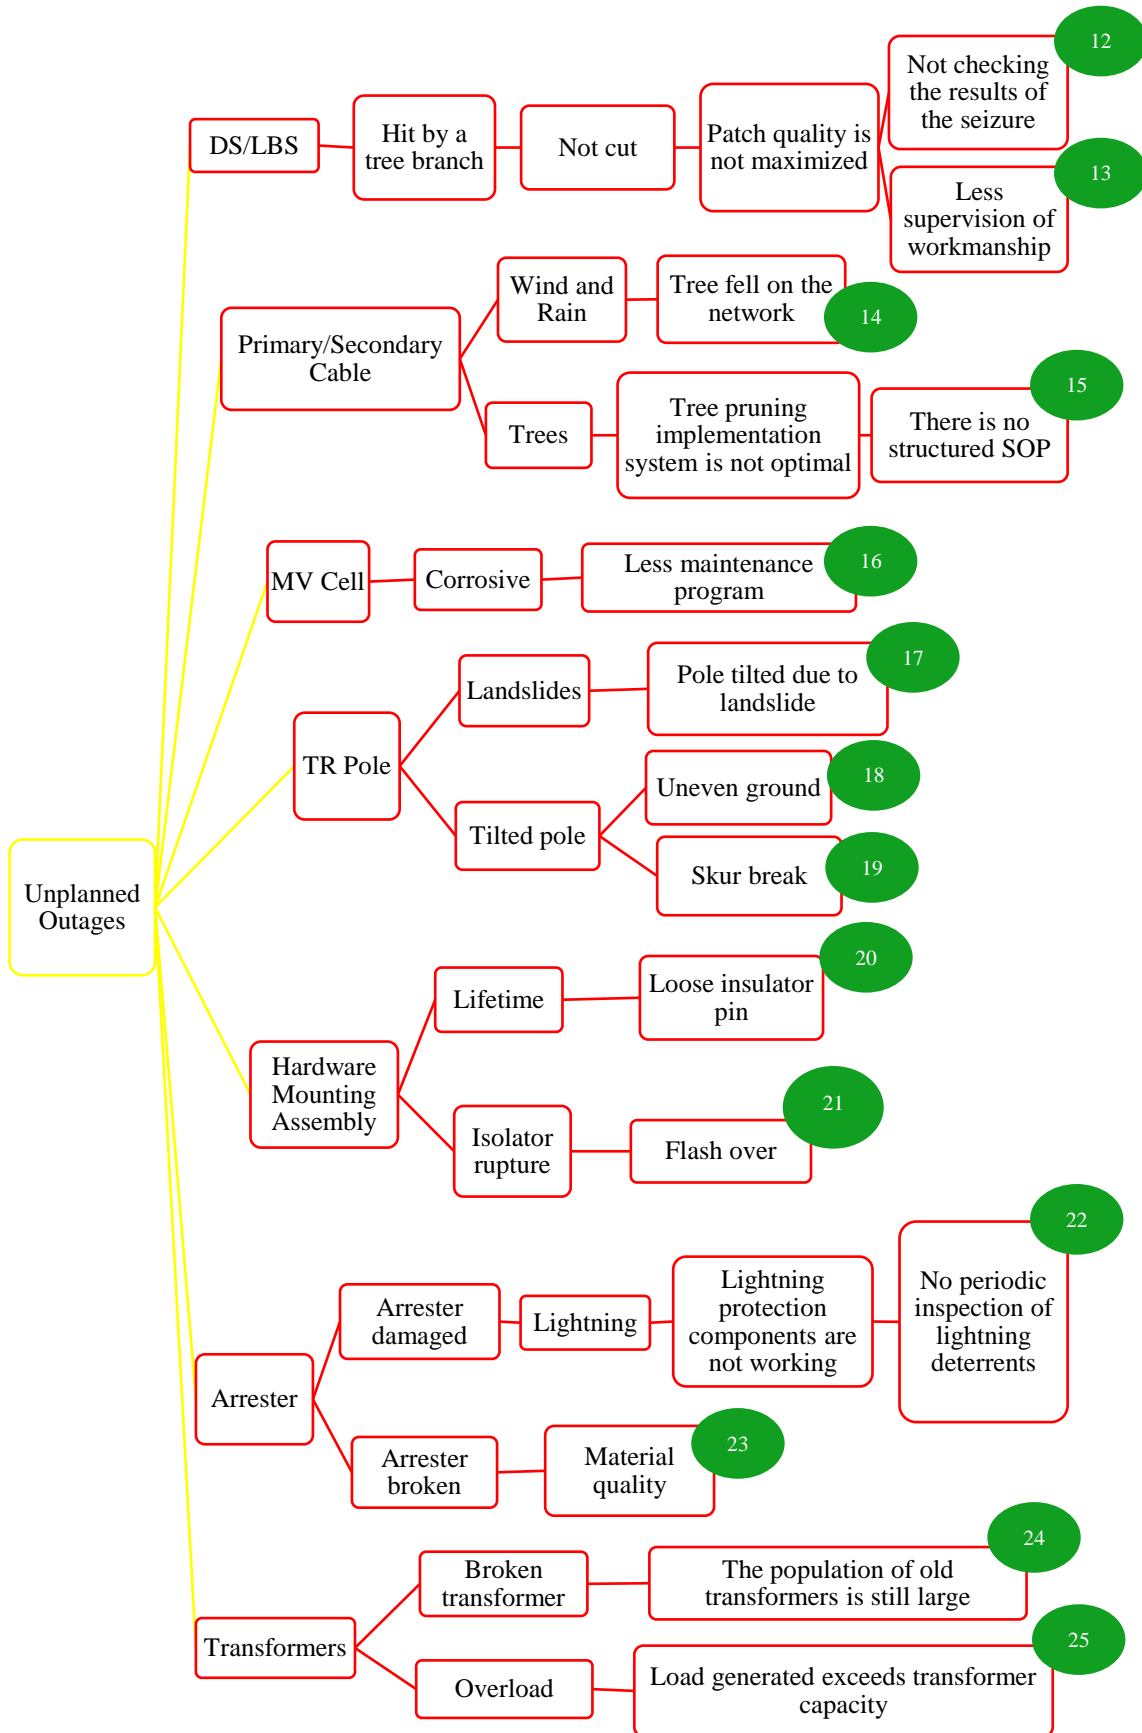 12
Not checking
the results of
the seizure
DS/LBS
Hit by a
tree branch
Not cut
Patch quality is
not maximized
13
Less
supervision of
workmanship
Wind and
Rain
Tree fell on the
network
14
Primary/Secondary
Cable
Trees
Tree pruning
implementation
system is not optimal
15
There is no
structured SOP
MV Cell
Corrosive
Less maintenance
program
16
Landslides
Pole tilted due to
landslide
17
TR Pole
Uneven ground
18
Tilted pole
Skur break
19
Unplanned
Outages
Lifetime
Loose insulator
pin
20
Hardware
Mounting
Assembly
Isolator
rupture
Flash over
21
Arrester
damaged
Lightning
Lightning
protection
components are
not working
22
No periodic
inspection of
lightning
deterrents
Arrester
Arrester
broken
Material
quality
23
Broken
transformer
The population of old
transformers is still large
24
Transformers
Overload
Load generated exceeds transformer
capacity
25